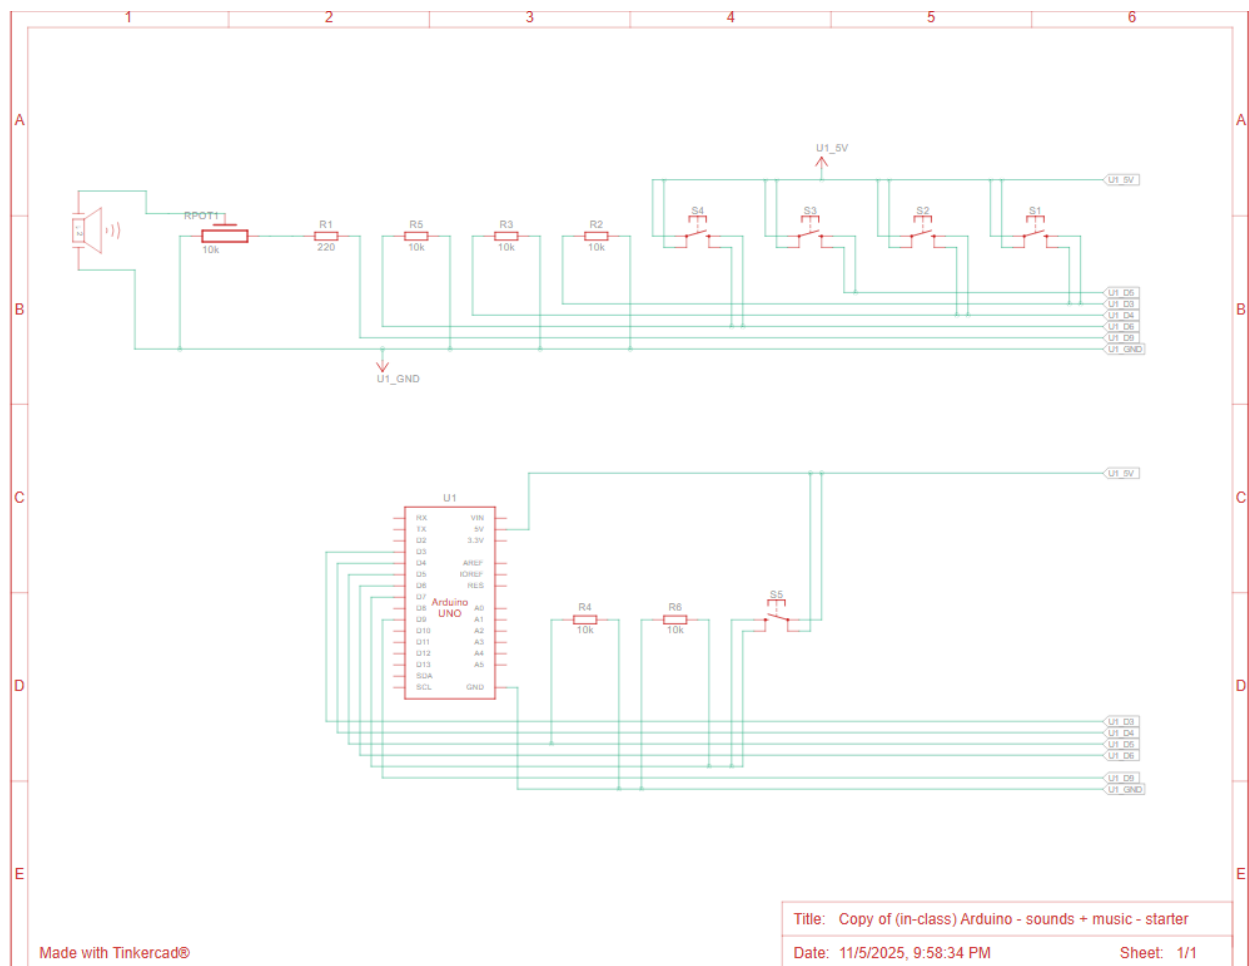 1 2 3 4 5 6
A A
U1_5V
U1_5V
RPOT1 R1 R5 R3 R2 S4 S3 S2 S1
10k 220 10k 10k 10k
B B
U1_D5
U1_D3
U1_D4
U1_D6
U1_D9
U1_GND
U1_GND
U1_5V
C C
U1
RX VIN
TX 5V
D2 3.3V
D3
D4 AREF
D5 IOREF
D6 RES
D7
Arduino
UNO
D8 A0
D9 A1
D10 A2
D11 A3
D12 A4
D13 A5
SDA
SCL GND
R4 R6 S5
10k 10k
D D
U1_D3
U1_D4
U1_D5
U1_D6
U1_D9
U1_GND
E E
Title: Copy of (in-class) Arduino - sounds + music - starter
Made with Tinkercad®
Date: 11/5/2025, 9:58:34 PM Sheet: 1/1